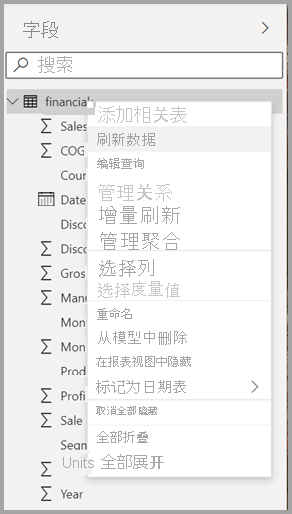 字段
搜索
financials
添加相关表
Sales
刷新数据
COG
编辑查询
Cour
管理关系
Date
增量刷新
Disco
管理聚合
Disco
选择列
Gros
选择度量值
Manu
重命名
Mon
从模型中删除
Mon
在报表视图中隐藏
Prod
标记为日期表
Profi
取消全部隐藏
Sale
全部折叠
Segn
Units 全部展开
Year